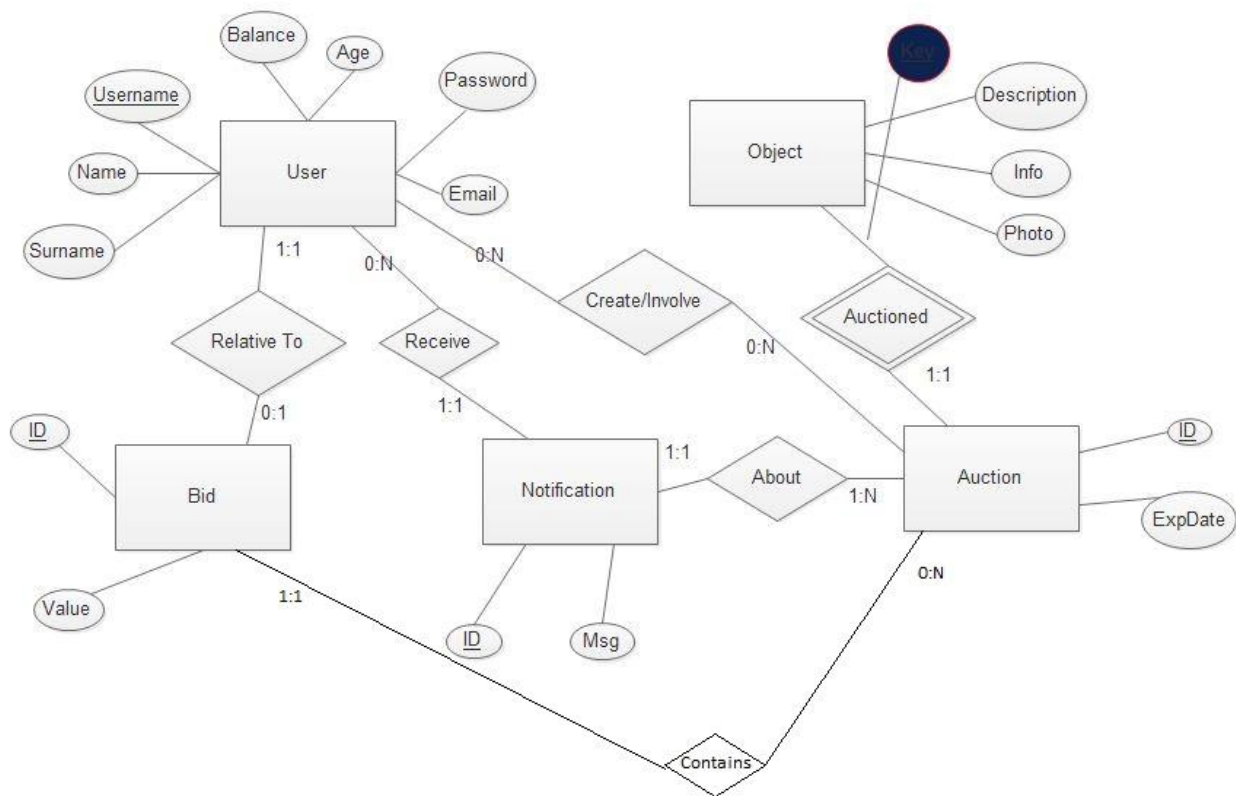 Balance
Age
Key
Username
Password
Description
User
Object
Name
Info
Email
Surname
Photo
1:1
0:N
0:N
Create/Involve
Auctioned
Relative To
Receive
0:N
1:1
1:1
0:1
ID
ID
1:1
About
Bid
Notification
1:N
Auction
ExpDate
1:1
0:N
Value
ID
Msg
Contains